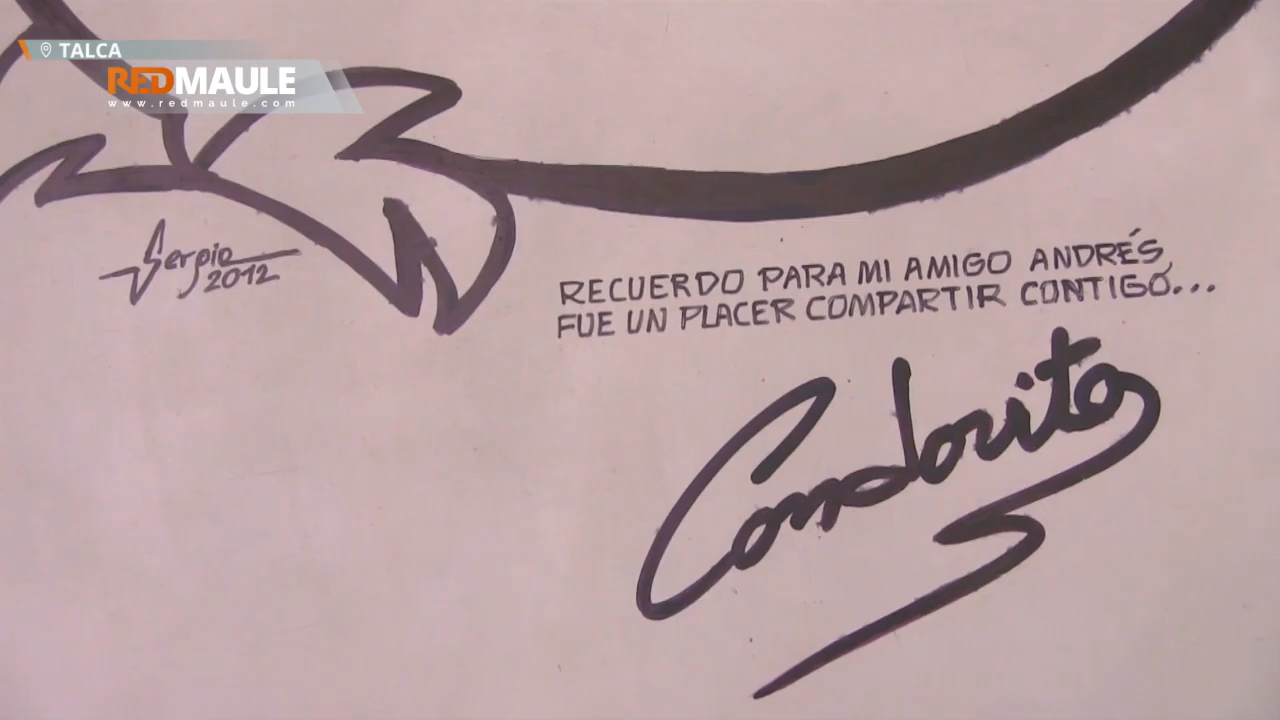 TALCA
REDMAULE
www.redmaule.com
Sergio
2012
RECUERDO PARA MI AMIGO ANDRÉS,
FUE UN PLACER COMPARTIR CONTIGO...
Condorito